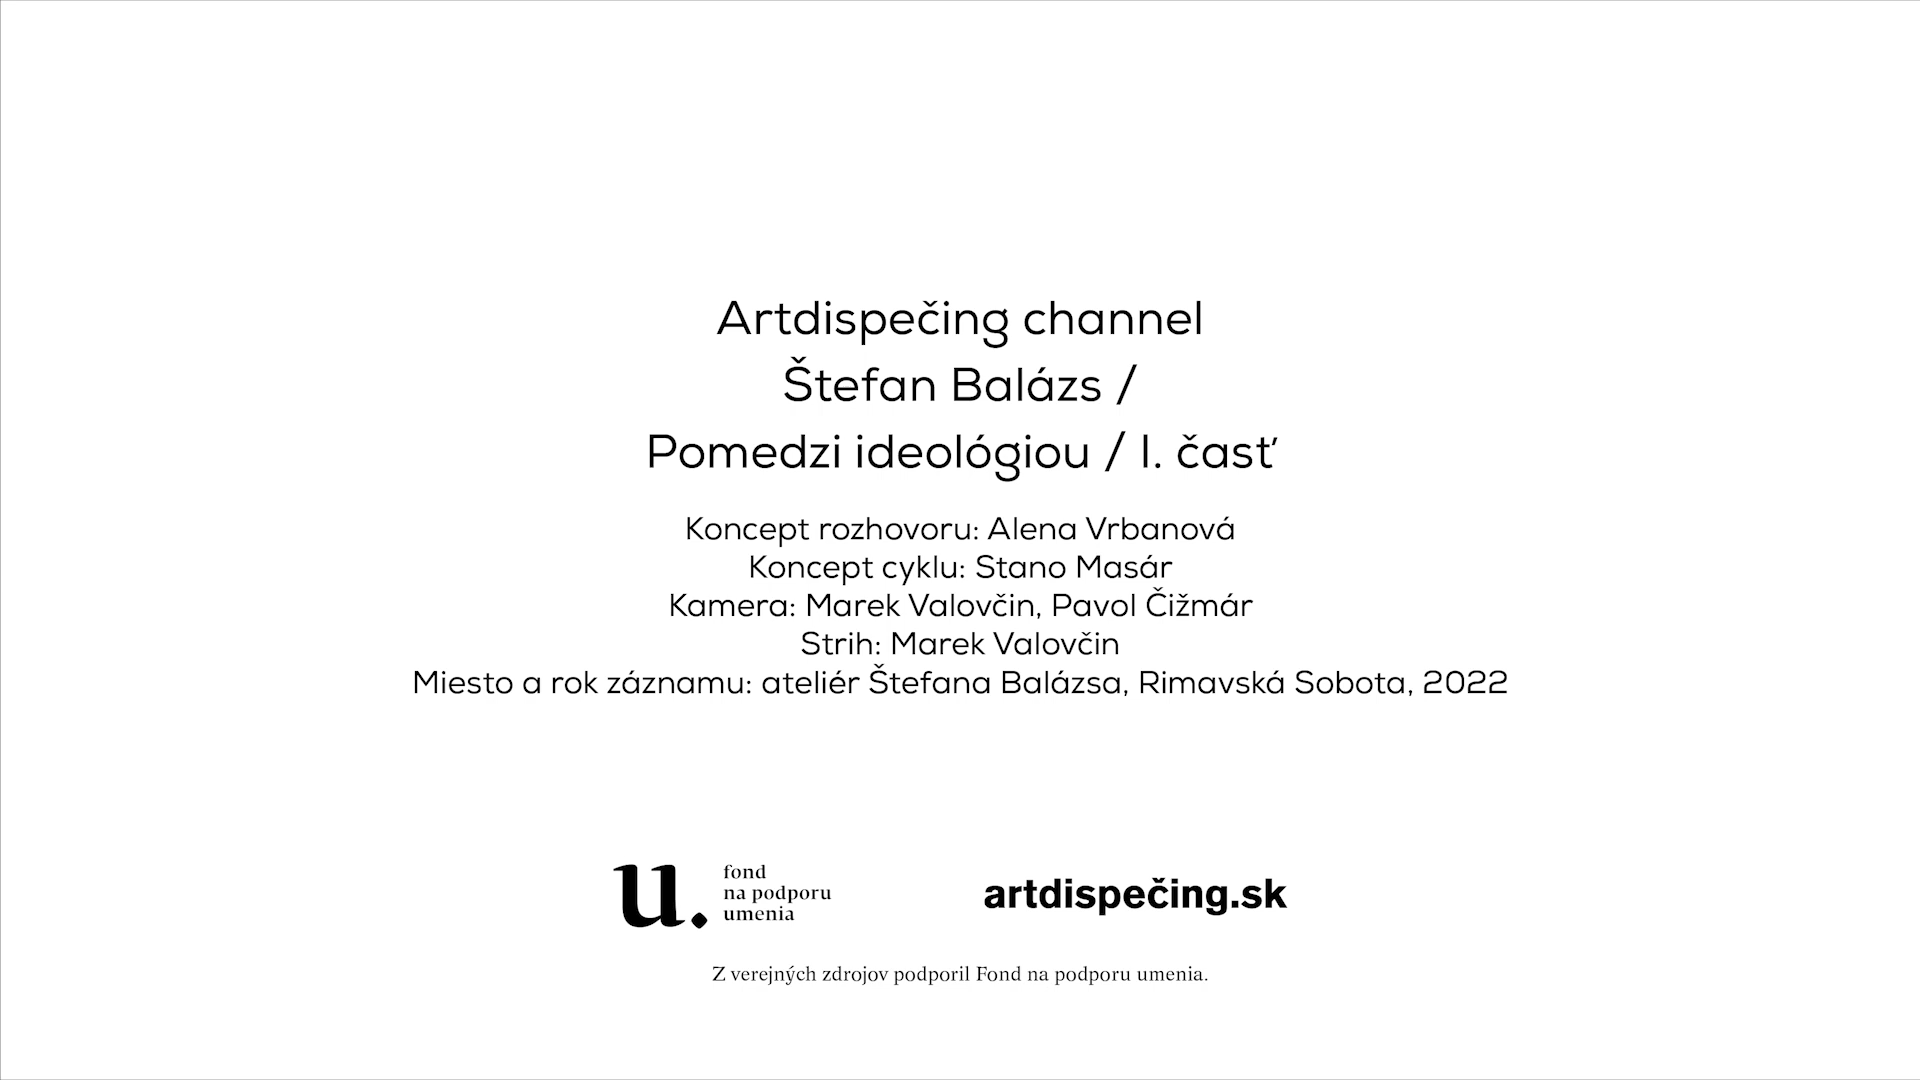 Artdispečing channel
Štefan Balázs /
Pomedzi ideológiou / I. časť
Koncept rozhovoru: Alena Vrbanová
Koncept cyklu: Stano Masár
Kamera: Marek Valovčin, Pavol Čižmár
Strih: Marek Valovčin
Miesto a rok záznamu: ateliér Štefana Balázsa, Rimavská Sobota, 2022
u.
fond
na podporu
umenia
artdispečing.sk
Z verejných zdrojov podporil Fond na podporu umenia.